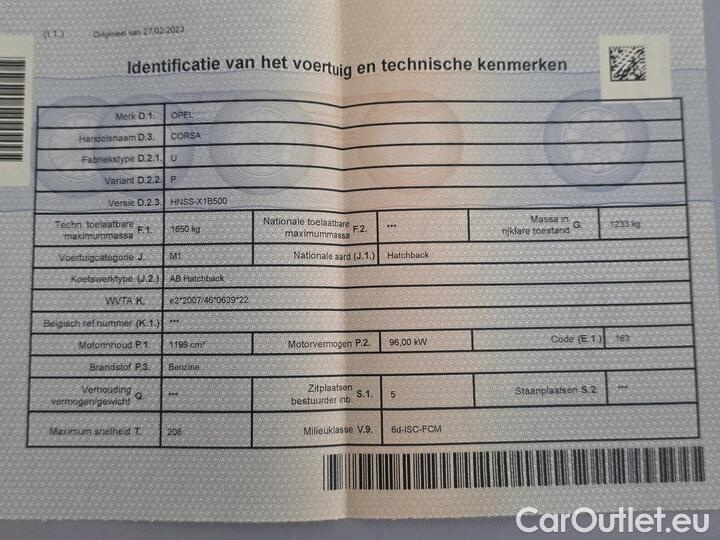 (I.1.) Origineel van 27/02/2023
Identificatie van het voertuig en technische kenmerken
Merk D.1. OPEL
Handelsnaam D.3. CORSA
Fabriekstype D.2.1. U
Variant D.2.2. P
Versie D.2.3. HNSS-X1B500
Techn. toelaatbare maximummassa F.1. 1650 kg Nationale toelaatbare maximummassa F.2. *** Massa in rijklare toestand G. 1233 kg
Voertuigcategorie J. M1 Nationale aard (J.1.) Hatchback
Koetswerktype (J.2.) AB Hatchback
WVTA K. e2*2007/46*0639*22
Belgisch ref.nummer (K.1.) ***
Motorinhoud P.1. 1199 cm³ Motorvermogen P.2. 96,00 kW Code (E.1.) 163
Brandstof P.3. Benzine
Verhouding vermogen/gewicht Q. *** Zitplaatsen bestuurder inb. S.1. 5 Staanplaatsen S.2. ***
Maximum snelheid T. 208 Milieuklasse V.9. 6d-ISC-FCM
CarOutlet.eu